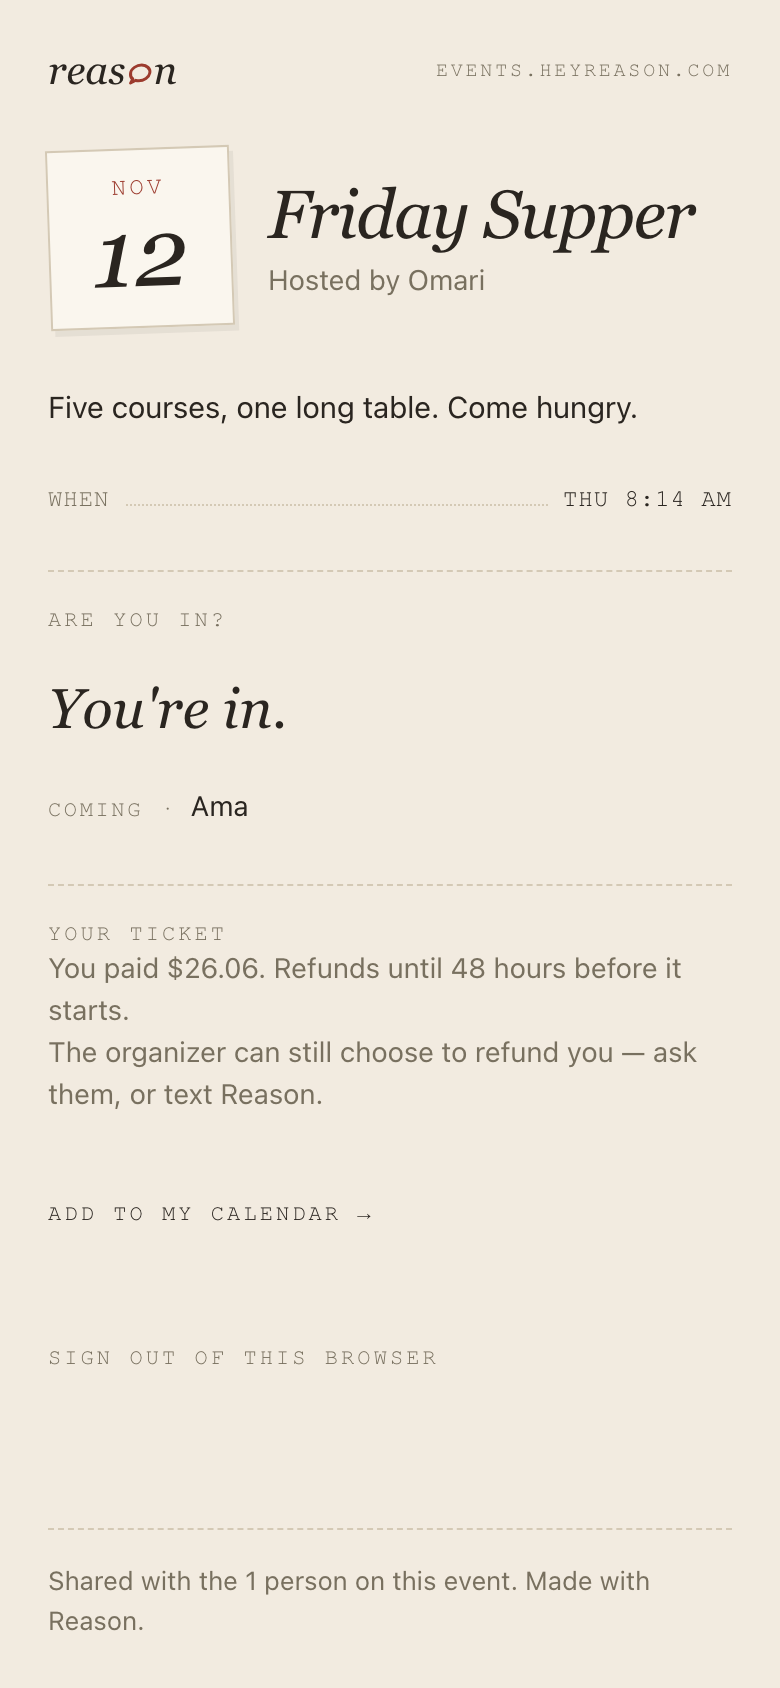 reason
EVENTS.HEYREASON.COM
NOV
12
Friday Supper
Hosted by Omari
Five courses, one long table. Come hungry.
WHEN THU 8:14 AM
ARE YOU IN?
You're in.
COMING · Ama
YOUR TICKET
You paid $26.06. Refunds until 48 hours before it
starts.
The organizer can still choose to refund you — ask
them, or text Reason.
ADD TO MY CALENDAR →
SIGN OUT OF THIS BROWSER
Shared with the 1 person on this event. Made with
Reason.